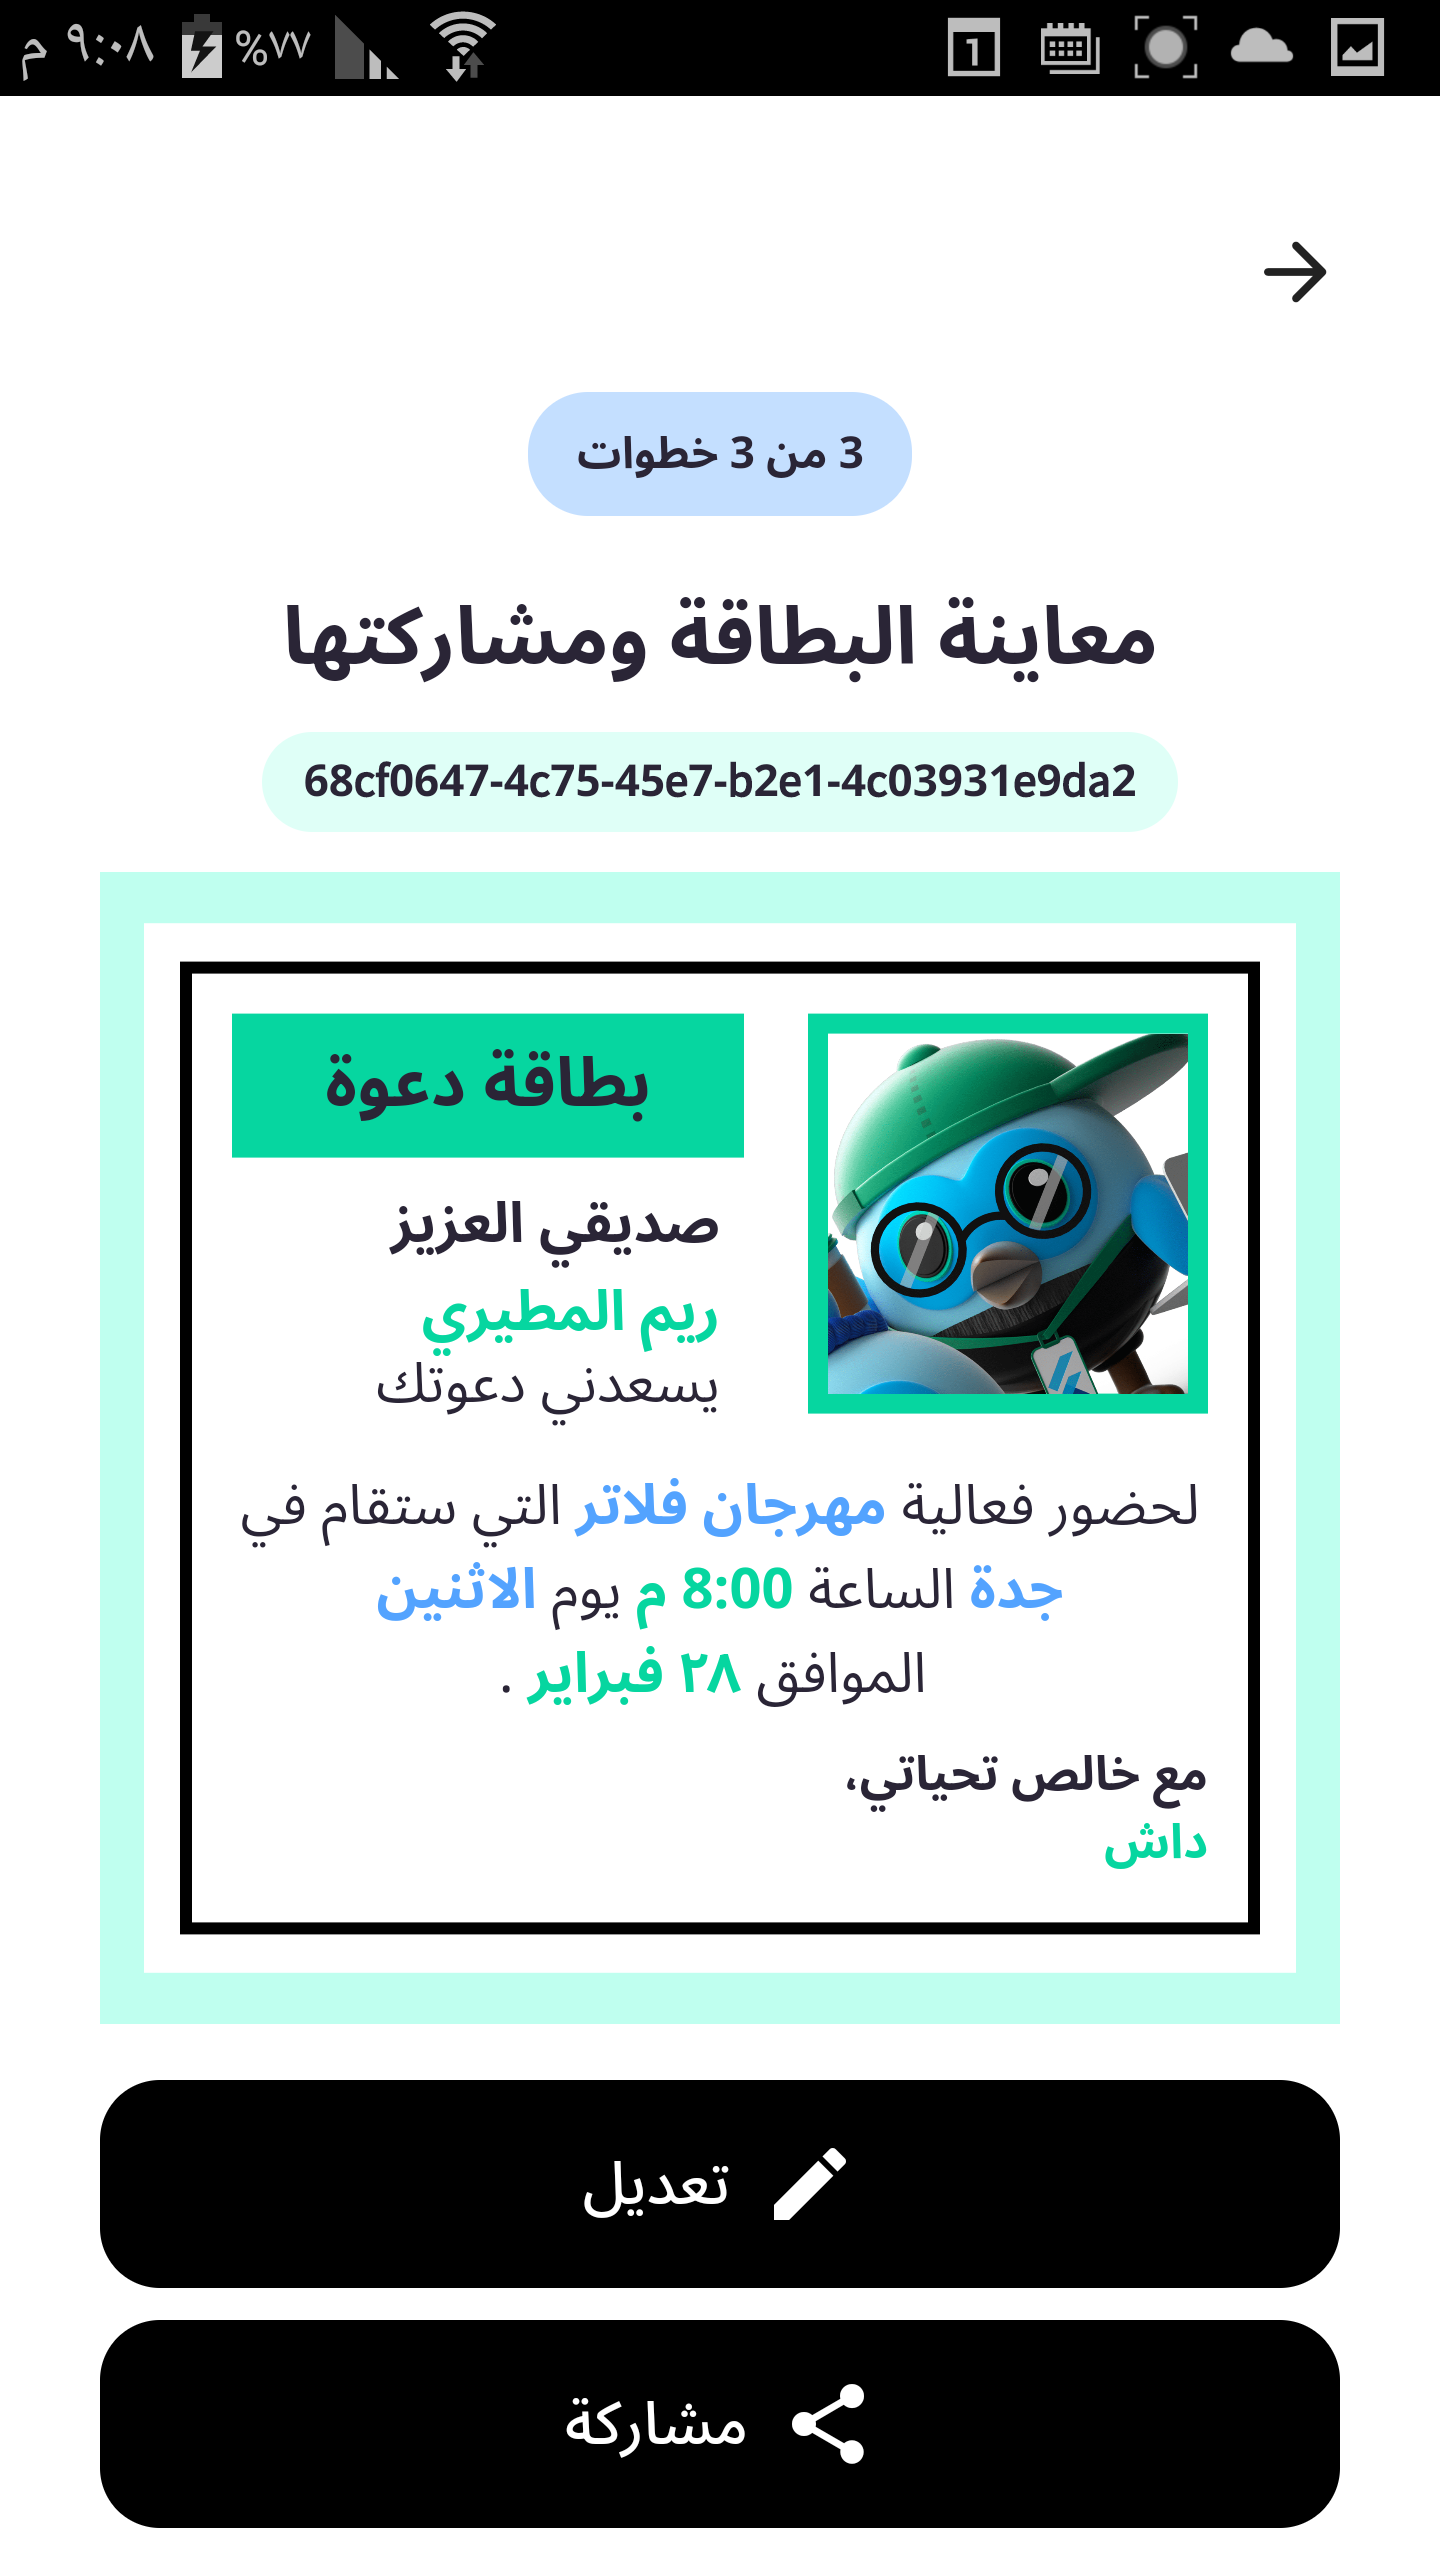 ٩:٠٨ م
%٧٧
1
3 من 3 خطوات
معاينة البطاقة ومشاركتها
68cf0647-4c75-45e7-b2e1-4c03931e9da2
بطاقة دعوة
صديقي العزيز
ريم المطيري
يسعدني دعوتك
لحضور فعالية مهرجان فلاتر التي ستقام في
جدة الساعة 8:00 م يوم الاثنين
الموافق ٢٨ فبراير .
مع خالص تحياتي،
داش
تعديل
مشاركة